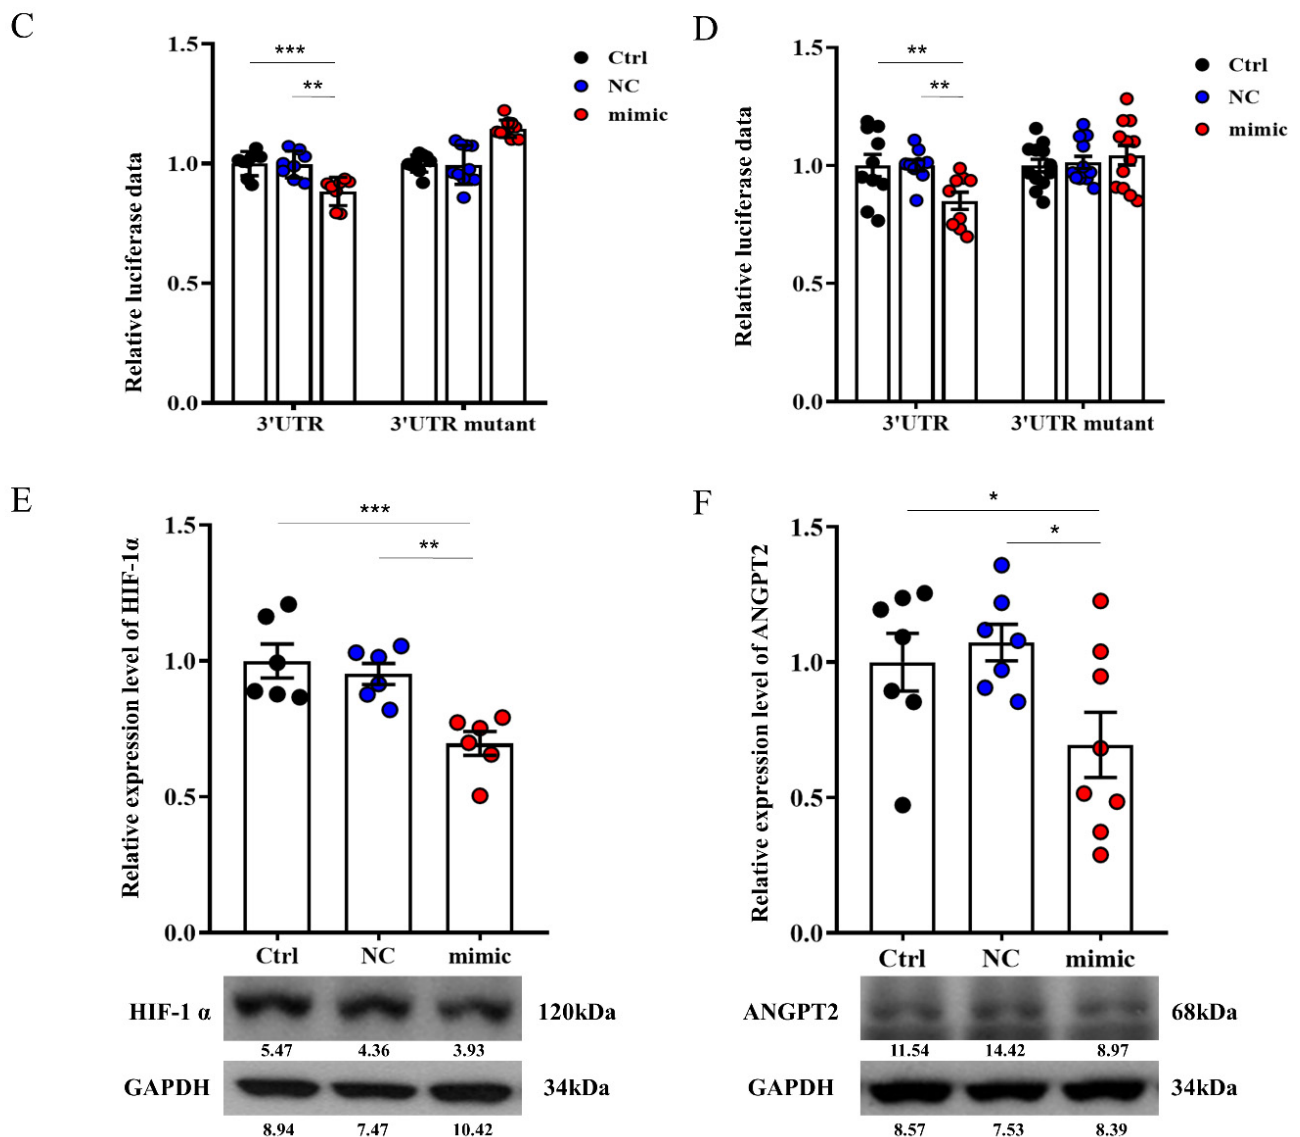 C
1.5
1.0
0.5
0.0
Relative luciferase data
***
**
Ctrl
NC
mimic
3'UTR
3'UTR mutant
D
1.5
1.0
0.5
0.0
Relative luciferase data
**
**
Ctrl
NC
mimic
3'UTR
3'UTR mutant
E
1.5
1.0
0.5
0.0
Relative expression level of HIF-1α
***
**
Ctrl NC mimic
HIF-1 α 120kDa
5.47 4.36 3.93
GAPDH 34kDa
8.94 7.47 10.42
F
1.5
1.0
0.5
0.0
Relative expression level of ANGPT2
*
*
Ctrl NC mimic
ANGPT2 68kDa
11.54 14.42 8.97
GAPDH 34kDa
8.57 7.53 8.39